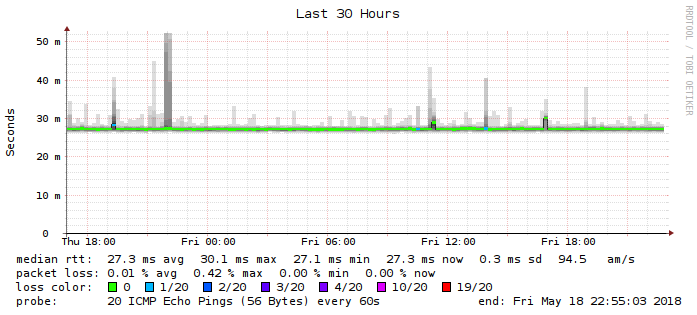 Last 30 Hours
RRDTOOL / TOBI OETIKER
Seconds
50 m
40 m
30 m
20 m
10 m
0
Thu 18:00 Fri 00:00 Fri 06:00 Fri 12:00 Fri 18:00
median rtt: 27.3 ms avg 30.1 ms max 27.1 ms min 27.3 ms now 0.3 ms sd 94.5 am/s
packet loss: 0.01 % avg 0.42 % max 0.00 % min 0.00 % now
loss color: 0 1/20 2/20 3/20 4/20 10/20 19/20
probe: 20 ICMP Echo Pings (56 Bytes) every 60s end: Fri May 18 22:55:03 2018